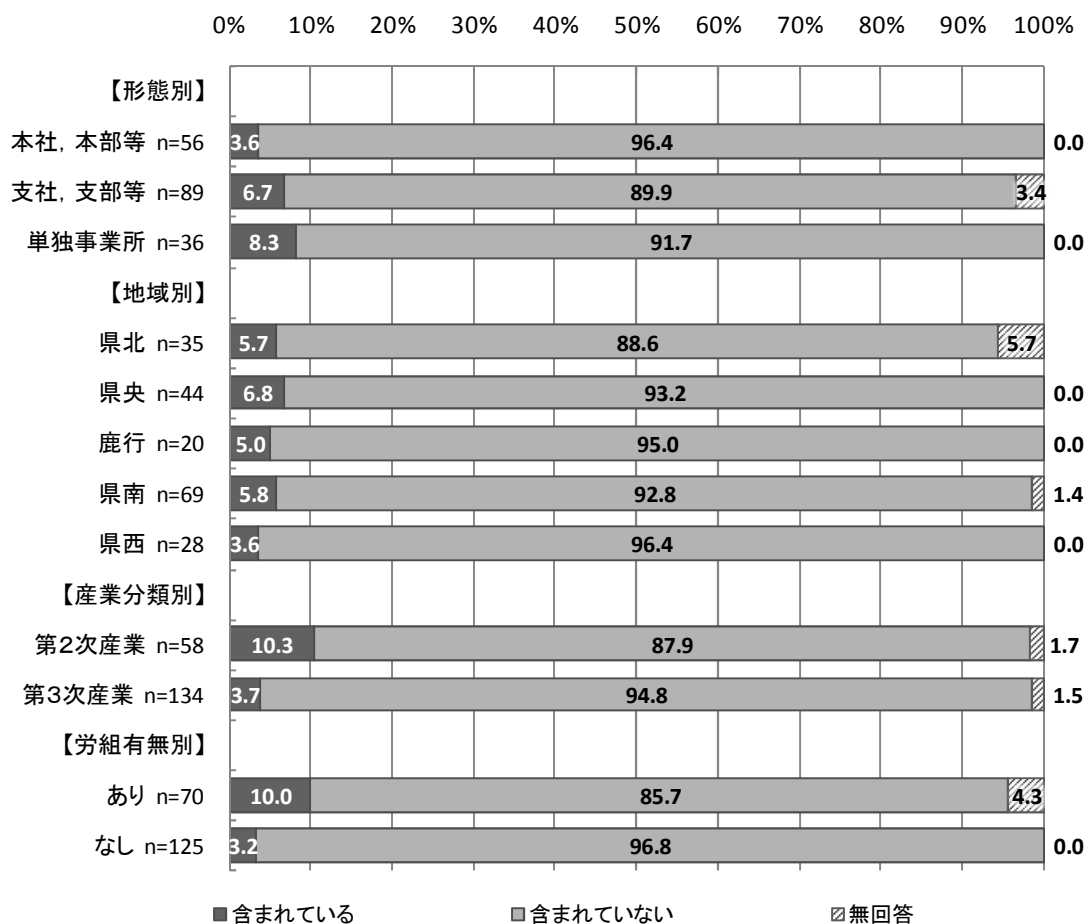 0% 10% 20% 30% 40% 50% 60% 70% 80% 90% 100%
【形態別】
本社，本部等 n=56 3.6 96.4 0.0
支社，支部等 n=89 6.7 89.9 3.4
単独事業所 n=36 8.3 91.7 0.0
【地域別】
県北 n=35 5.7 88.6 5.7
県央 n=44 6.8 93.2 0.0
鹿行 n=20 5.0 95.0 0.0
県南 n=69 5.8 92.8 1.4
県西 n=28 3.6 96.4 0.0
【産業分類別】
第２次産業 n=58 10.3 87.9 1.7
第３次産業 n=134 3.7 94.8 1.5
【労組有無別】
あり n=70 10.0 85.7 4.3
なし n=125 3.2 96.8 0.0
含まれている 含まれていない 無回答